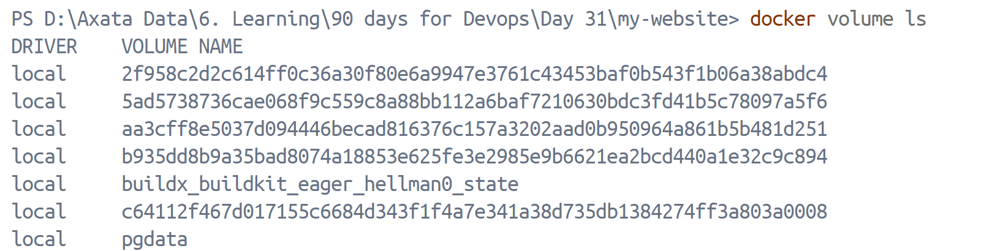 PS D:\Axata Data\6. Learning\90 days for Devops\Day 31\my-website> docker volume ls
DRIVER    VOLUME NAME
local     2f958c2d2c614ff0c36a30f80e6a9947e3761c43453baf0b543f1b06a38abdc4
local     5ad5738736cae068f9c559c8a88bb112a6baf7210630bdc3fd41b5c78097a5f6
local     aa3cff8e5037d094446becad816376c157a3202aad0b950964a861b5b481d251
local     b935dd8b9a35bad8074a18853e625fe3e2985e9b6621ea2bcd440a1e32c9c894
local     buildx_buildkit_eager_hellman0_state
local     c64112f467d017155c6684d343f1f4a7e341a38d735db1384274ff3a803a0008
local     pgdata